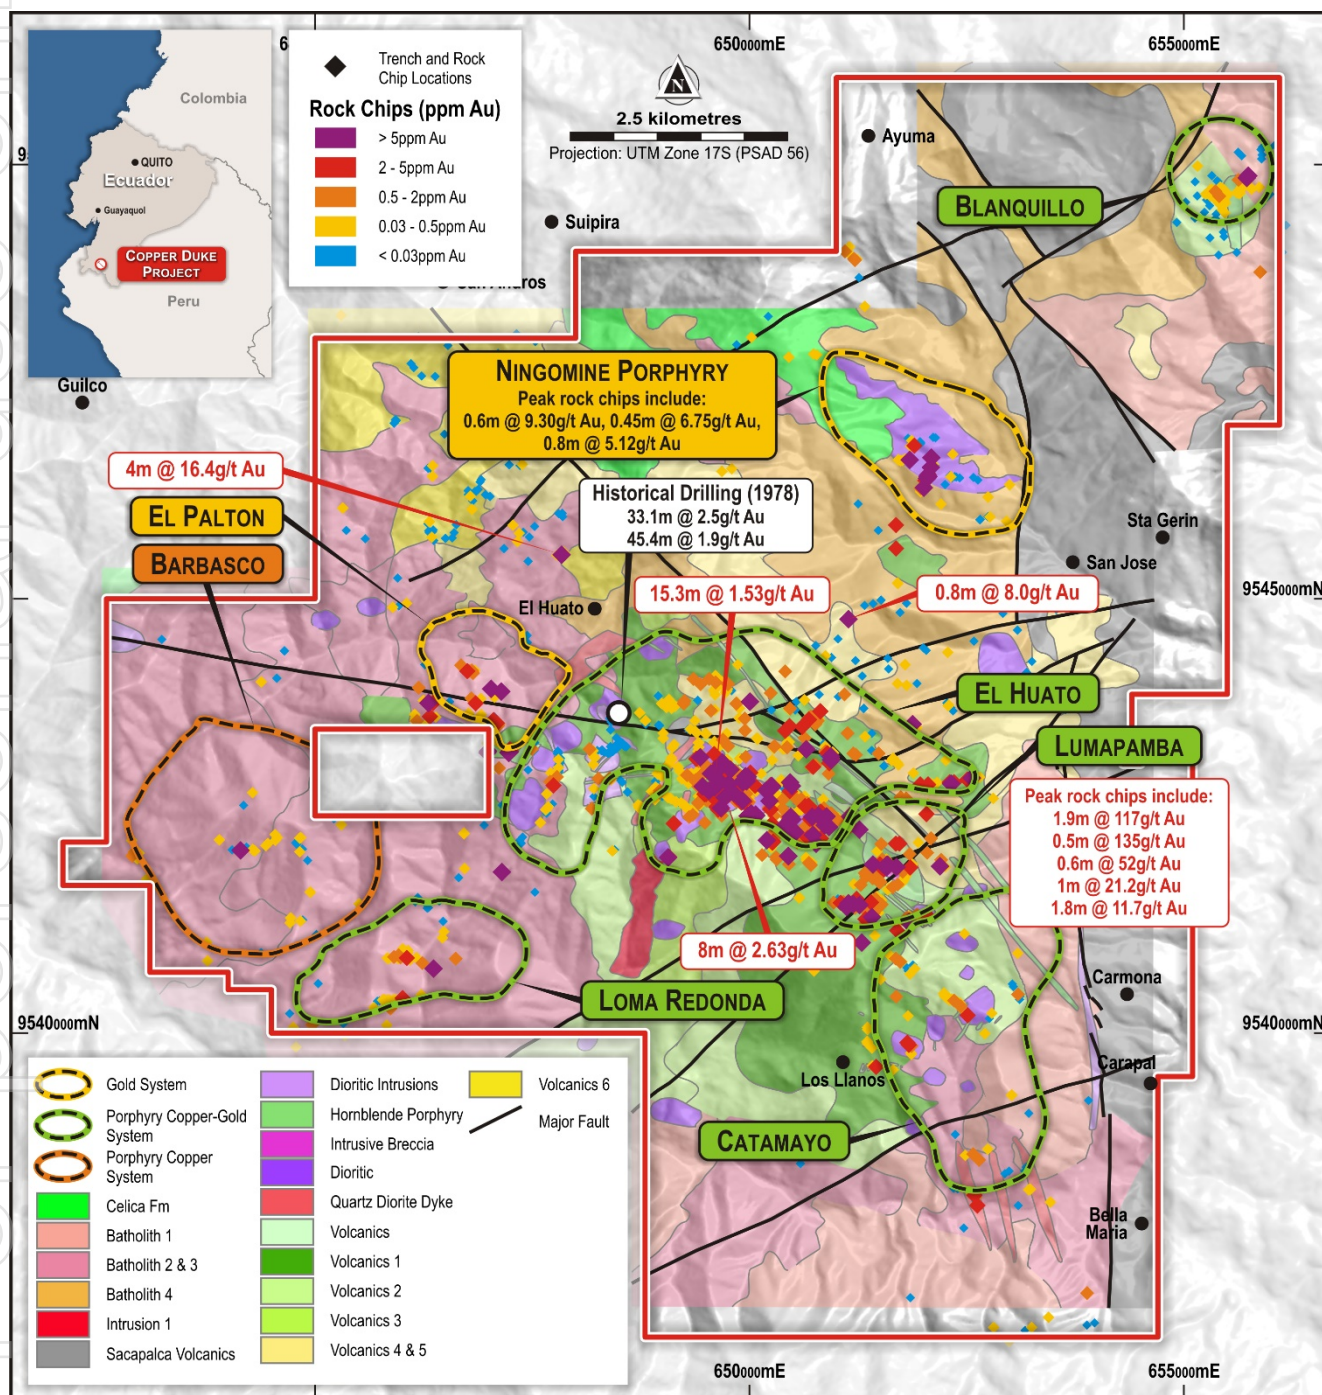 650000mE
655000mE
Colombia
QUITO
Ecuador
Guayaquol
COPPER DUKE
PROJECT
Peru
Trench and Rock
Chip Locations
Rock Chips (ppm Au)
> 5ppm Au
2 - 5ppm Au
0.5 - 2ppm Au
0.03 - 0.5ppm Au
< 0.03ppm Au
N
2.5 kilometres
Projection: UTM Zone 17S (PSAD 56)
Ayuma
Suipira
BLANQUILLO
Guilco
NINGOMINE PORPHYRY
Peak rock chips include:
0.6m @ 9.30g/t Au, 0.45m @ 6.75g/t Au,
0.8m @ 5.12g/t Au
4m @ 16.4g/t Au
Historical Drilling (1978)
33.1m @ 2.5g/t Au
45.4m @ 1.9g/t Au
EL PALTON
BARBASCO
Sta Gerin
San Jose
9545000mN
El Huato
15.3m @ 1.53g/t Au
0.8m @ 8.0g/t Au
EL HUATO
LUMAPAMBA
Peak rock chips include:
1.9m @ 117g/t Au
0.5m @ 135g/t Au
0.6m @ 52g/t Au
1m @ 21.2g/t Au
1.8m @ 11.7g/t Au
8m @ 2.63g/t Au
LOMA REDONDA
Carmona
9540000mN
9540000mN
Los Llanos
Carapal
CATAMAYO
Bella
Maria
Gold System
Porphyry Copper-Gold
System
Porphyry Copper
System
Celica Fm
Batholith 1
Batholith 2 & 3
Batholith 4
Intrusion 1
Sacapalca Volcanics
Dioritic Intrusions
Hornblende Porphyry
Intrusive Breccia
Dioritic
Quartz Diorite Dyke
Volcanics
Volcanics 1
Volcanics 2
Volcanics 3
Volcanics 4 & 5
Volcanics 6
Major Fault
650000mE
655000mE